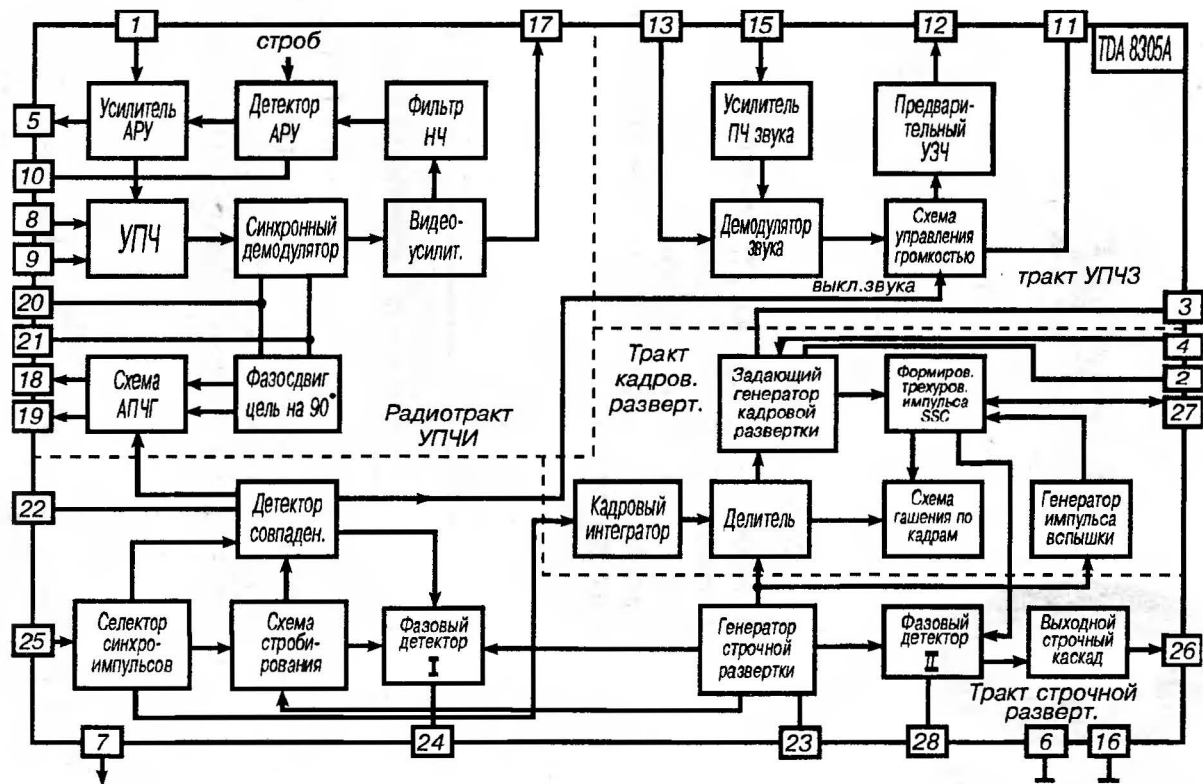 1
17
13
15
12
11
TDA 8305A
строб
5
Усилитель
АРУ
Детектор
АРУ
Фильтр
НЧ
Усилитель
ПЧ звука
Предвари-
тельный
УЗЧ
10
8
9
УПЧ
Синхронный
демодулятор
Видео-
усилит.
Демодулятор
звука
Схема
управления
громкостью
выкл.звука
тракт УПЧЗ
20
21
18
19
Схема
АПЧГ
Фазосдвиг
цель на 90°
Радиотракт
УПЧИ
Тракт
кадров.
разверт.
Задающий
генератор
кадровой
развертки
Формиров.
трехуров.
импульса
SSC
3
4
2
27
22
Детектор
совпаден.
Кадровый
интегратор
Делитель
Схема
гашения по
кадрам
Генератор
импульса
вспышки
25
Селектор
синхро-
импульсов
Схема
строби-
рования
Фазовый
детектор
I
Генератор
строчной
развертки
Фазовый
детектор
II
Выходной
строчный
каскад
26
Тракт строчной
разверт.
7
24
23
28
6
16